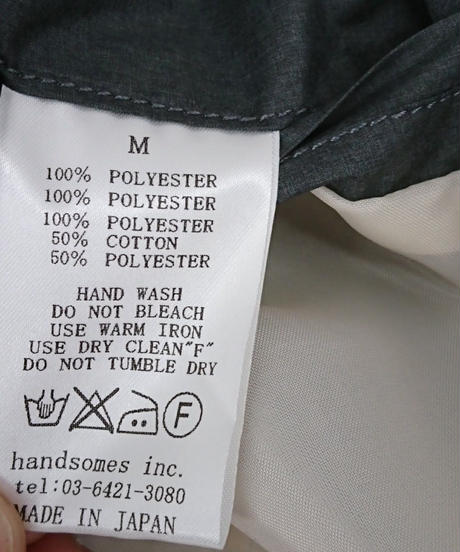 M
100% POLYESTER
100% POLYESTER
100% POLYESTER
50% COTTON
50% POLYESTER
HAND WASH
DO NOT BLEACH
USE WARM IRON
USE DRY CLEAN"F"
DO NOT TUMBLE DRY
F
handsomes inc.
tel:03-6421-3080
MADE IN JAPAN